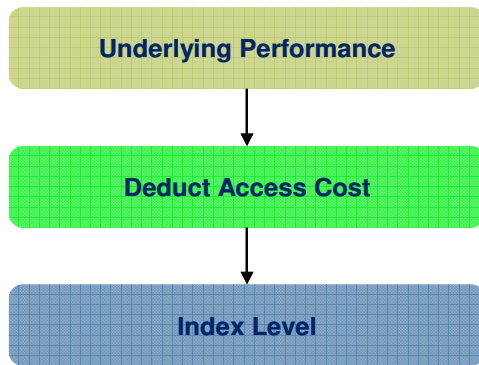 Underlying Performance
Deduct Access Cost
Index Level